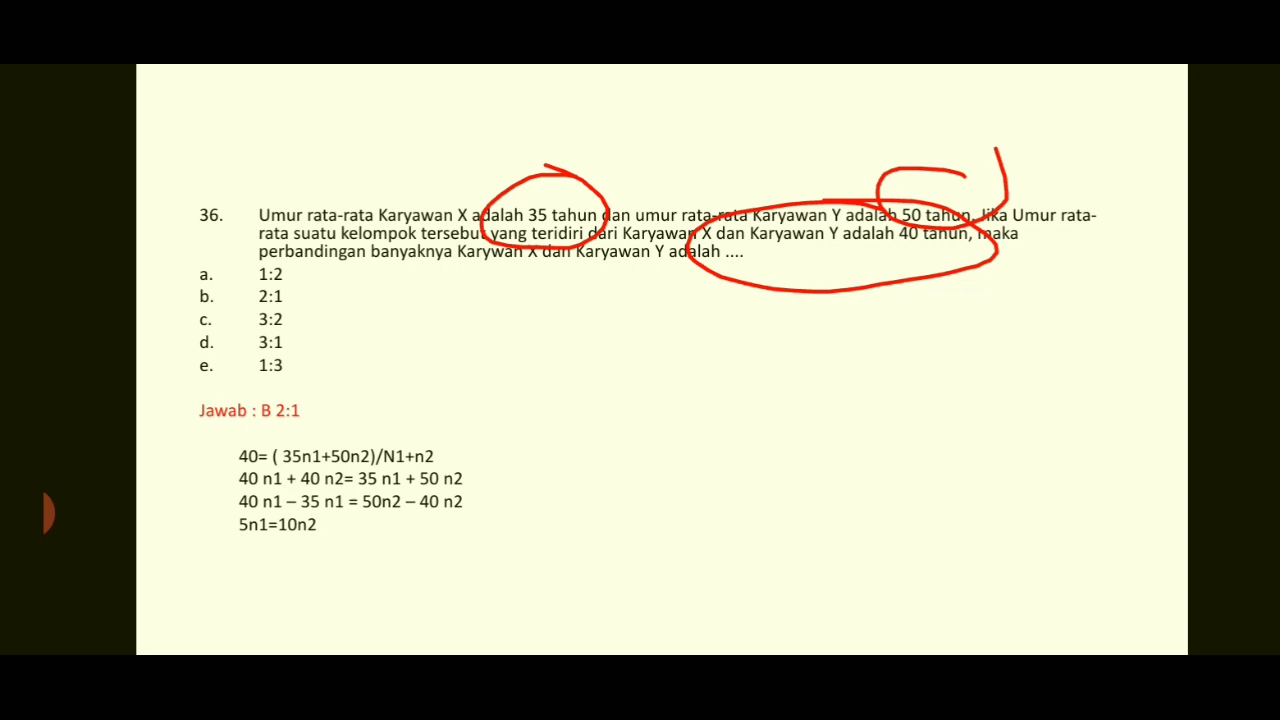 36. Umur rata-rata Karyawan X adalah 35 tahun dan umur rata-rata Karyawan Y adalah 50 tahun. Jika Umur rata-
rata suatu kelompok tersebut yang teridiri dari Karyawan X dan Karyawan Y adalah 40 tahun, maka
perbandingan banyaknya Karywan X dan Karyawan Y adalah ....
a. 1:2
b. 2:1
c. 3:2
d. 3:1
e. 1:3
Jawab : B 2:1
40= ( 35n1+50n2)/N1+n2
40 n1 + 40 n2= 35 n1 + 50 n2
40 n1 – 35 n1 = 50n2 – 40 n2
5n1=10n2